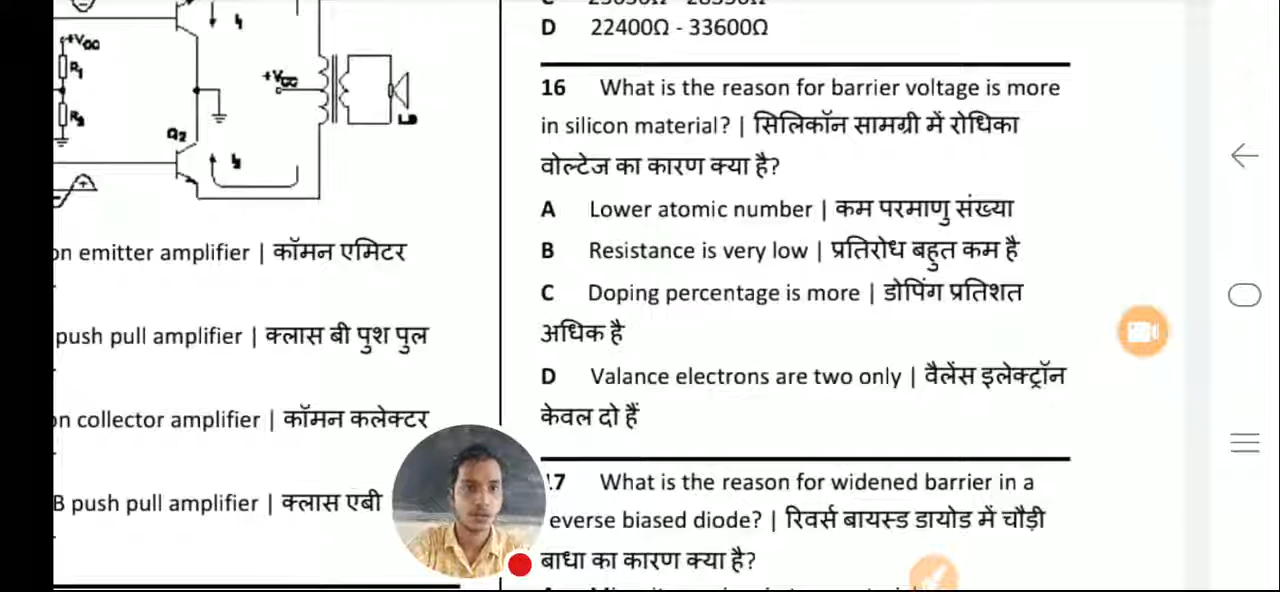 +Vcc
R1
R2
Q2
I1
I2
+Vcc
LS
on emitter amplifier | कॉमन एमिटर
push pull amplifier | क्लास बी पुश पुल
on collector amplifier | कॉमन कलेक्टर
B push pull amplifier | क्लास एबी
D 22400Ω - 33600Ω
16 What is the reason for barrier voltage is more
in silicon material? | सिलिकॉन सामग्री में रोधिका
वोल्टेज का कारण क्या है?
A Lower atomic number | कम परमाणु संख्या
B Resistance is very low | प्रतिरोध बहुत कम है
C Doping percentage is more | डोपिंग प्रतिशत
अधिक है
D Valance electrons are two only | वैलेंस इलेक्ट्रॉन
केवल दो हैं
17 What is the reason for widened barrier in a
everse biased diode? | रिवर्स बायस्ड डायोड में चौड़ी
बाधा का कारण क्या है?